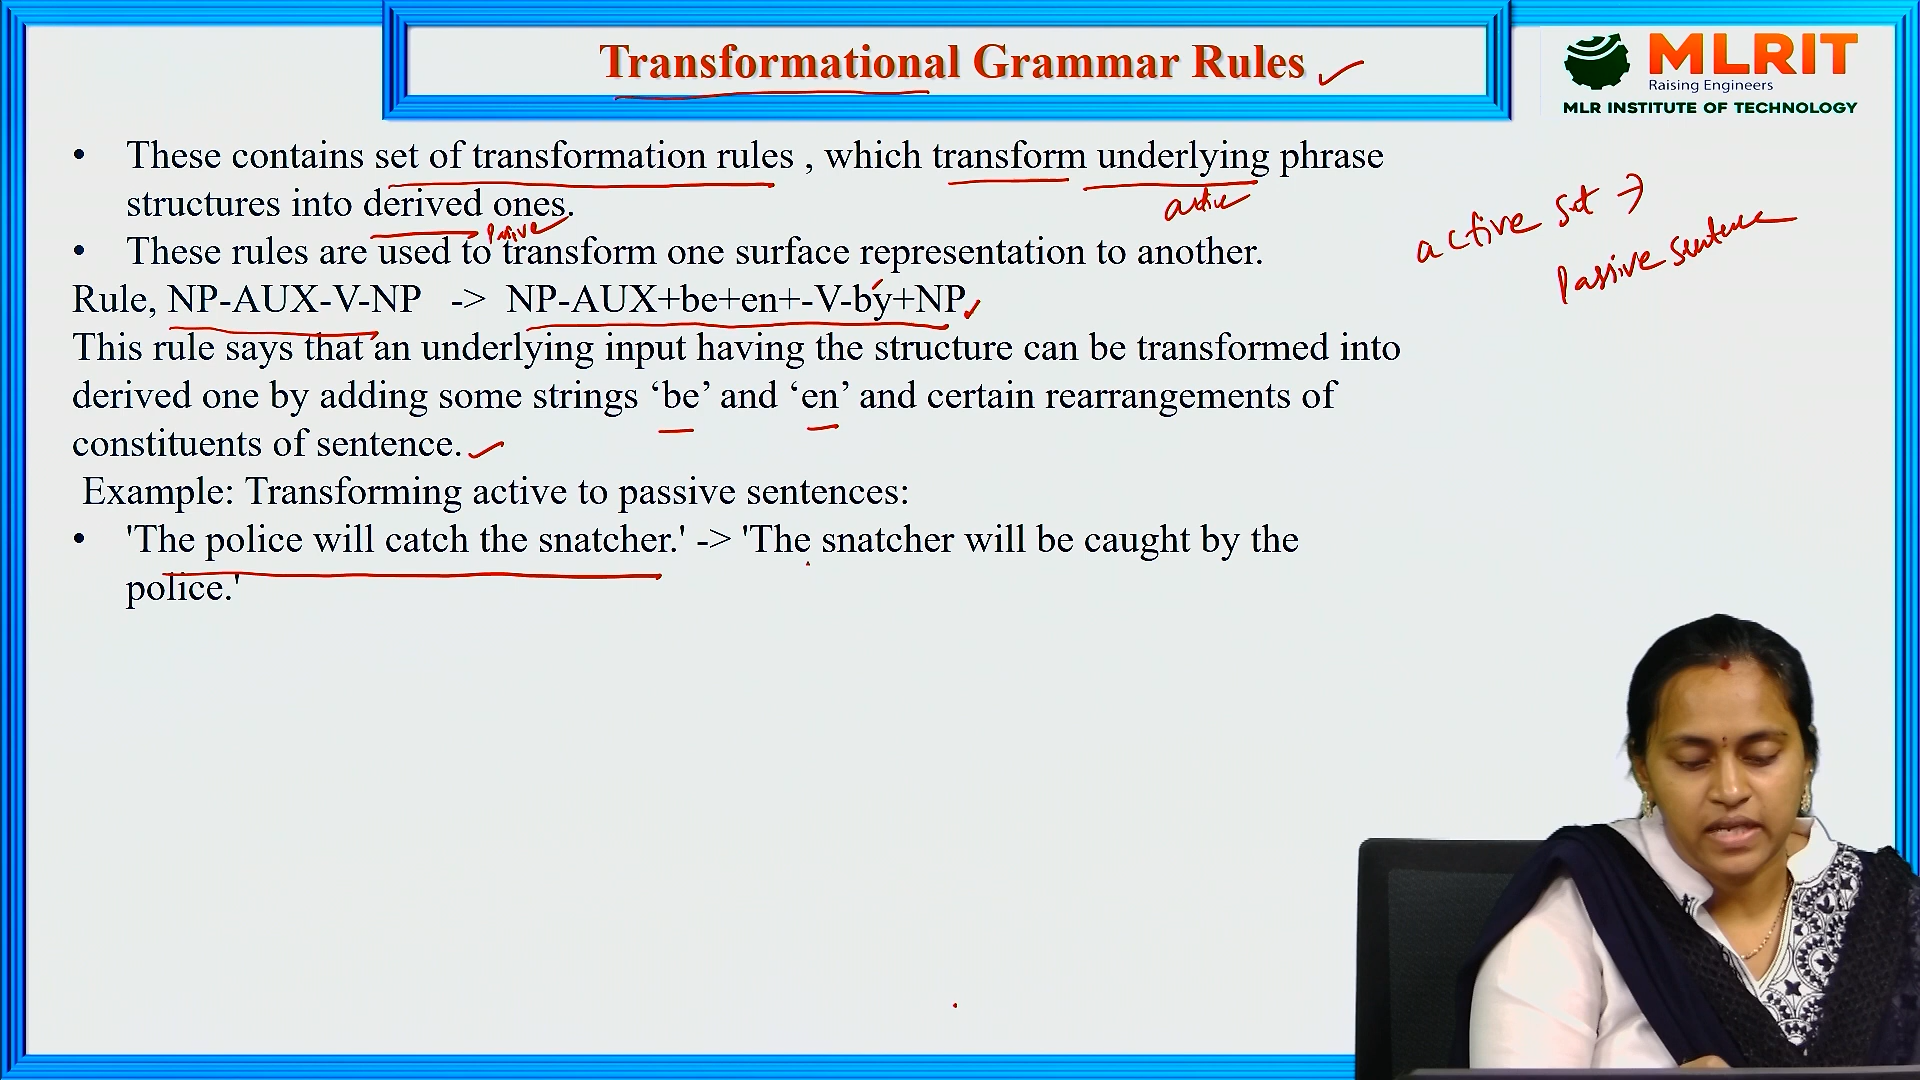 Transformational Grammar Rules
MLRIT
Raising Engineers
MLR INSTITUTE OF TECHNOLOGY
• These contains set of transformation rules , which transform underlying phrase
structures into derived ones.
active
passive
• These rules are used to transform one surface representation to another.
Rule, NP-AUX-V-NP -> NP-AUX+be+en+-V-by+NP
This rule says that an underlying input having the structure can be transformed into
derived one by adding some strings ‘be’ and ‘en’ and certain rearrangements of
constituents of sentence.
Example: Transforming active to passive sentences:
• 'The police will catch the snatcher.' -> 'The snatcher will be caught by the
police.'
active set →
passive sentence